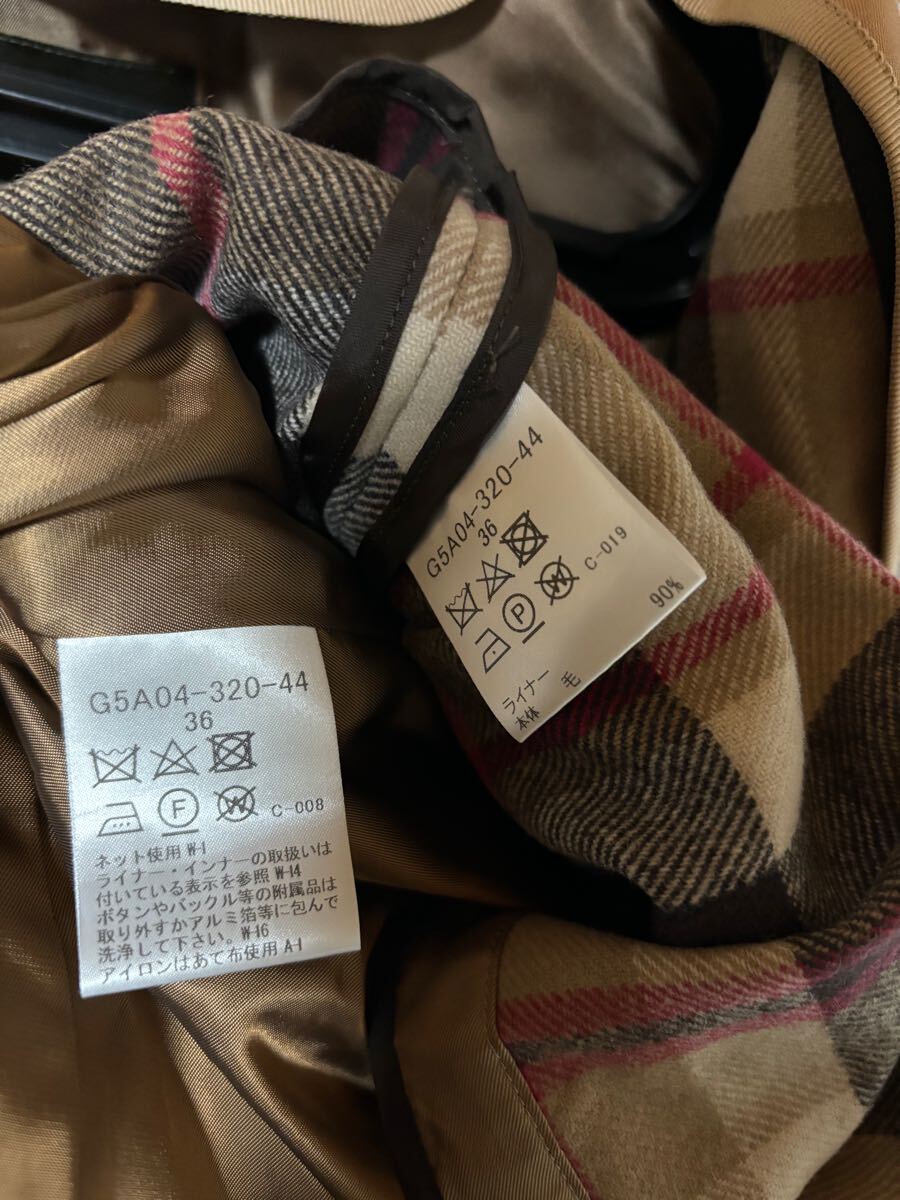 G5A04-320-44
36
C-019
P
ライナー
本体 毛 90%
G5A04-320-44
36
F W C-008
ネット使用 W-1
ライナー・インナーの取扱いは
付いている表示を参照 W-14
ボタンやバックル等の附属品は
取り外すかアルミ箔等に包んで
洗浄して下さい。W-16
アイロンはあて布使用 A-1